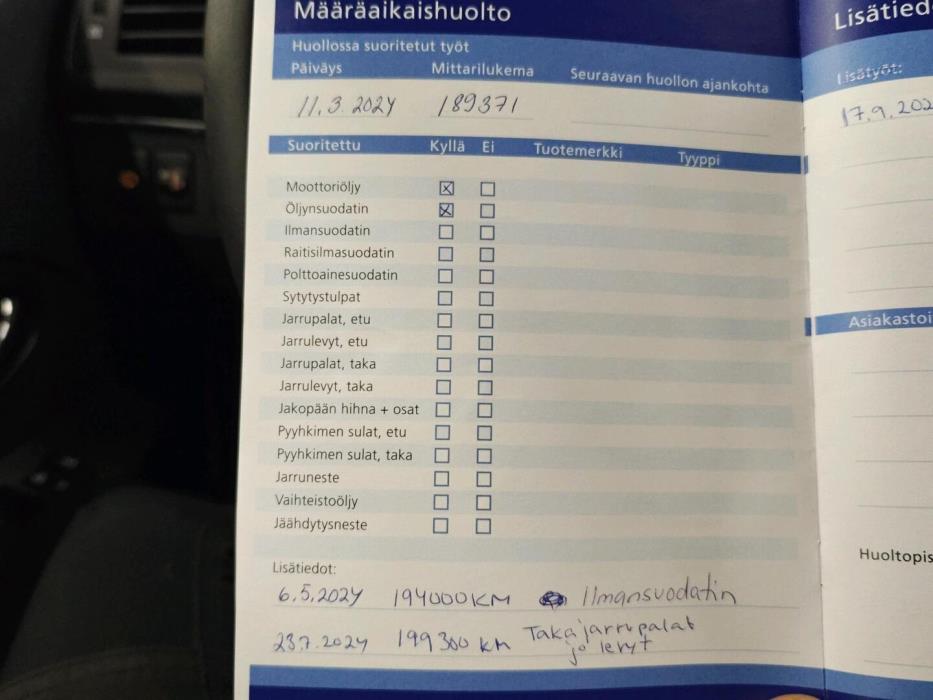 Määräaikaishuolto
Huollossa suoritetut työt
Päiväys Mittarilukema Seuraavan huollon ajankohta
11.3.2024 189371
Suoritettu Kyllä Ei Tuotemerkki Tyyppi
Moottoriöljy
Öljynsuodatin
Ilmansuodatin
Raitisilmasuodatin
Polttoainesuodatin
Sytytystulpat
Jarrupalat, etu
Jarrulevyt, etu
Jarrupalat, taka
Jarrulevyt, taka
Jakopään hihna + osat
Pyyhkimen sulat, etu
Pyyhkimen sulat, taka
Jarruneste
Vaihteistoöljy
Jäähdytysneste
Lisätiedot:
6.5.2024 194000KM Ilmansuodatin
23.7.2024 199300 km Takajarrupalat
ja levyt
Lisätied
Lisätyöt:
17.9.202
Asiakastoi
Huoltopis